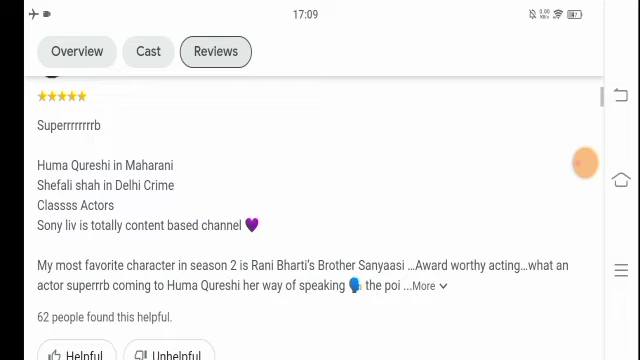 17:09
Overview
Cast
Reviews
Superrrrrrrrb
Huma Qureshi in Maharani
Shefali shah in Delhi Crime
Classss Actors
Sony liv is totally content based channel 💜
My most favorite character in season 2 is Rani Bharti's Brother Sanyaasi ...Award worthy acting...what an
actor superrrb coming to Huma Qureshi her way of speaking 🗣 the poi ...More
62 people found this helpful.
Helpful
Unhelpful